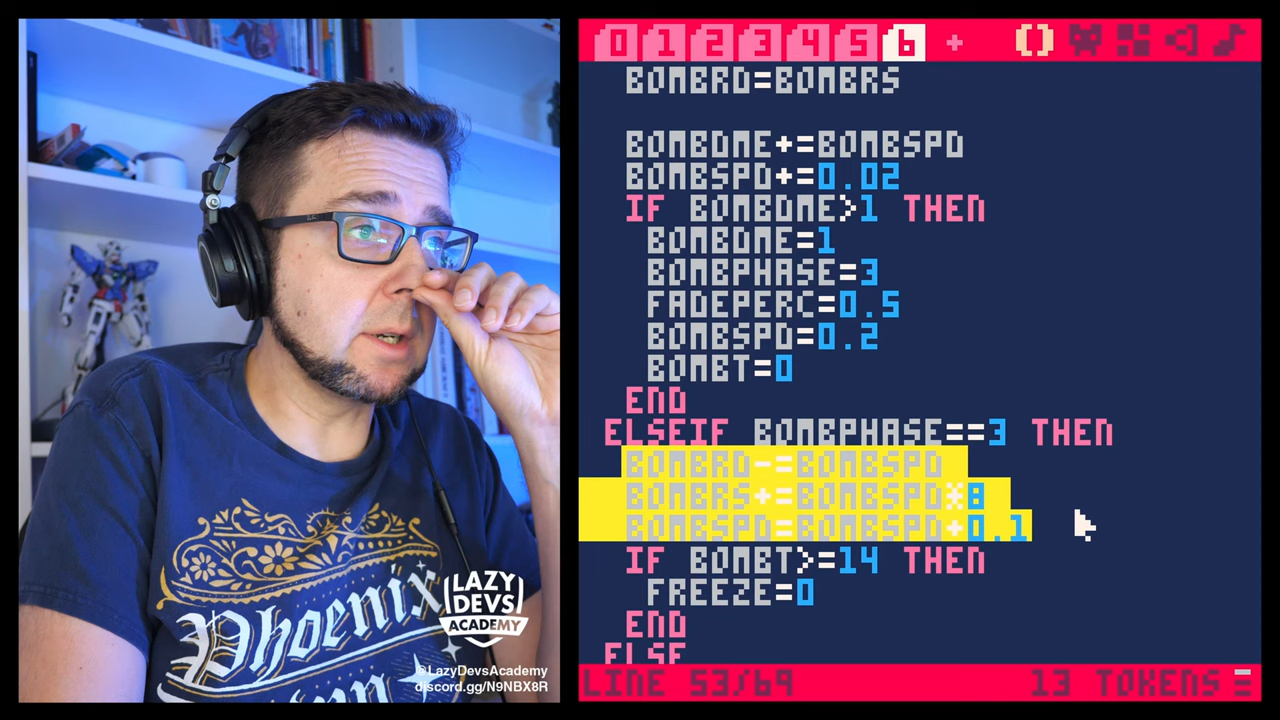 0 1 2 3 4 5 6 + ()
BOMBRD=BOMBRS
BOMBDME+=BOMBSPD
BOMBSPD+=0.02
IF BOMBDME>1 THEN
BOMBDME=1
BOMBPHASE=3
FADEPERC=0.5
BOMBSPD=0.2
BOMBT=0
END
ELSEIF BOMBPHASE==3 THEN
BOMBRD-=BOMBSPD
BOMBRS+=BOMBSPD*8
BOMBSPD=BOMBSPD+0.1
IF BOMBT>=14 THEN
FREEZE=0
END
ELSE
LINE 53/69
13 TOKENS
Phoenix
LAZY
DEVS
ACADEMY
@LazyDevsAcademy
discord.gg/N9NBX8R